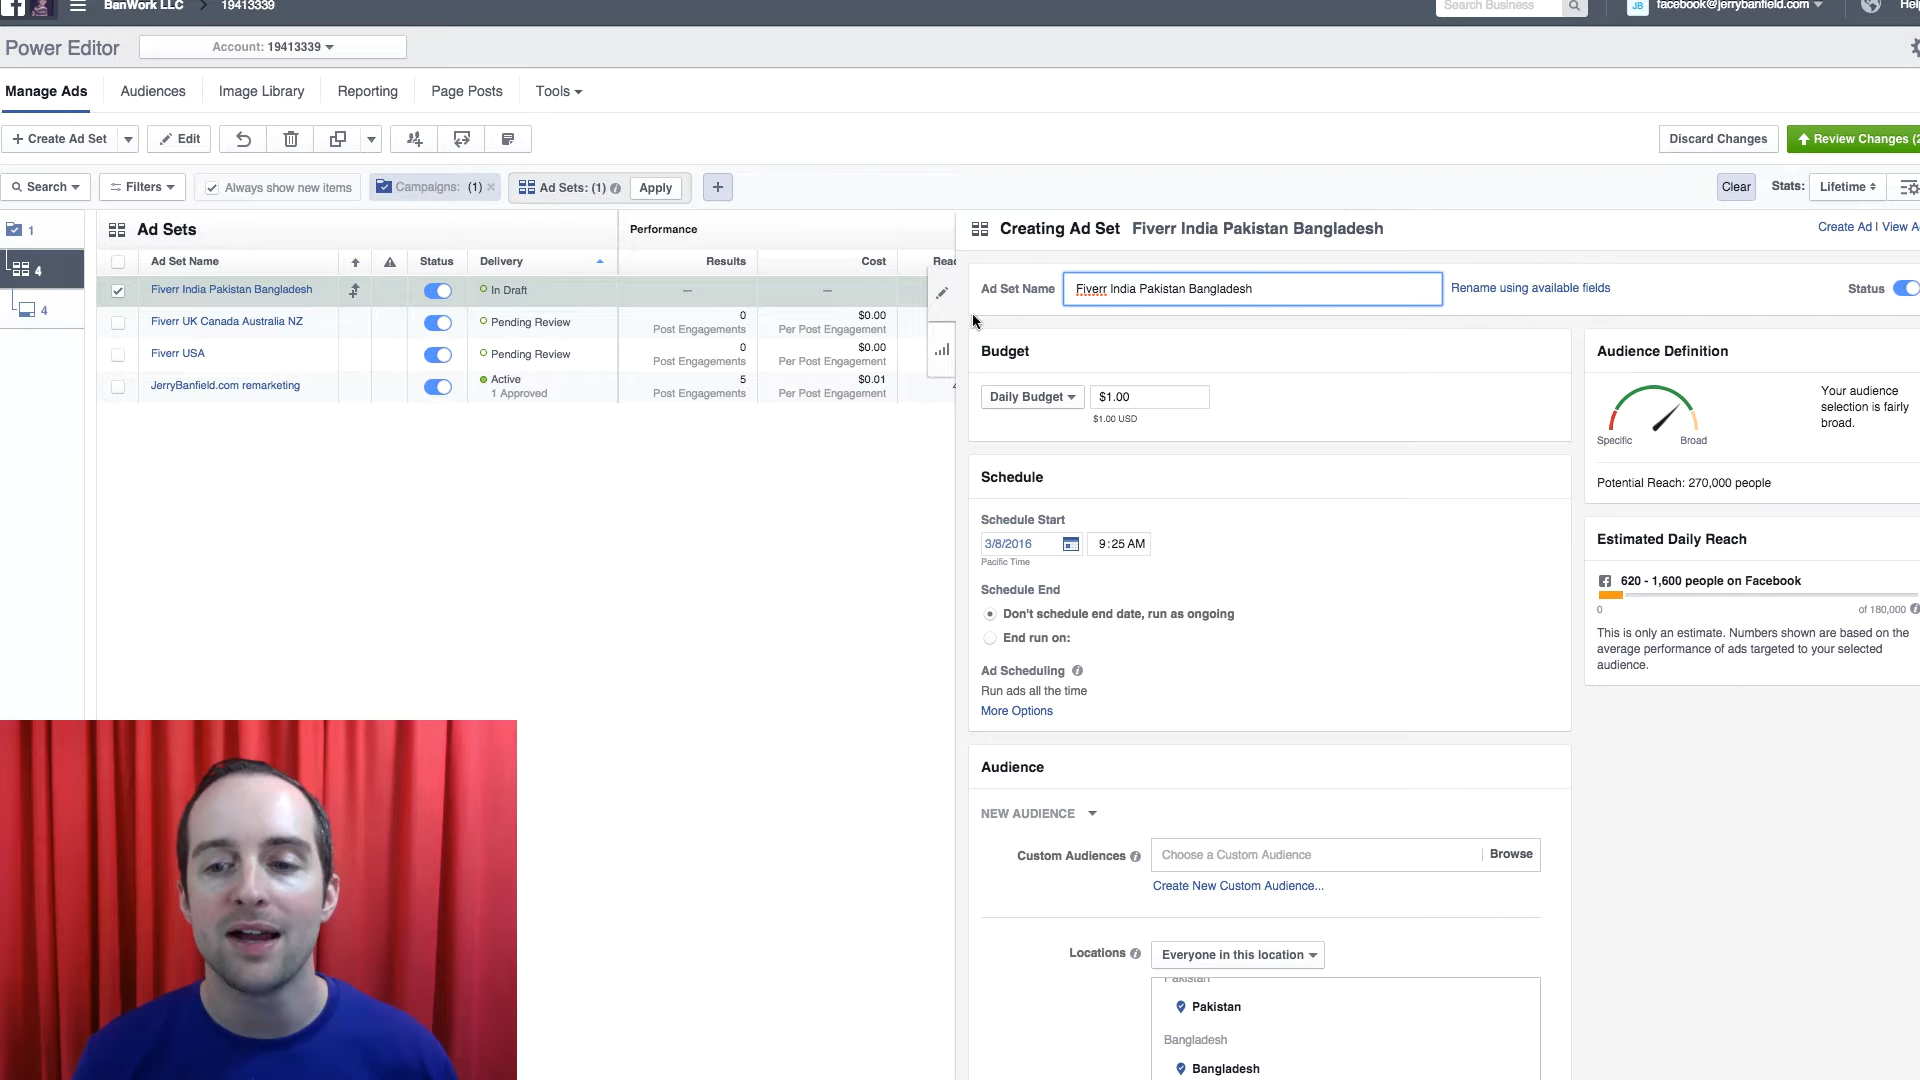 BanWork LLC
19413339
Search Business
JB
facebook@jerrybanfield.com
Help
Power Editor
Account: 19413339
Manage Ads
Audiences
Image Library
Reporting
Page Posts
Tools
+ Create Ad Set
Edit
Discard Changes
Review Changes (2
Search
Filters
Always show new items
Campaigns: (1)
Ad Sets: (1)
Apply
+
Clear
Stats:
Lifetime
1
4
4
Ad Sets
Performance
Ad Set Name
Status
Delivery
Results
Cost
Reac
Fiverr India Pakistan Bangladesh
In Draft
—
—
Fiverr UK Canada Australia NZ
Pending Review
0
Post Engagements
$0.00
Per Post Engagement
Fiverr USA
Pending Review
0
Post Engagements
$0.00
Per Post Engagement
JerryBanfield.com remarketing
Active
1 Approved
5
Post Engagements
$0.01
Per Post Engagement
Creating Ad Set Fiverr India Pakistan Bangladesh
Create Ad | View A
Ad Set Name
Fiverr India Pakistan Bangladesh
Rename using available fields
Status
Budget
Daily Budget
$1.00
$1.00 USD
Schedule
Schedule Start
3/8/2016
9:25 AM
Pacific Time
Schedule End
Don't schedule end date, run as ongoing
End run on:
Ad Scheduling
Run ads all the time
More Options
Audience
NEW AUDIENCE
Custom Audiences
Choose a Custom Audience
Browse
Create New Custom Audience...
Locations
Everyone in this location
Pakistan
Pakistan
Bangladesh
Bangladesh
Audience Definition
Specific
Broad
Your audience
selection is fairly
broad.
Potential Reach: 270,000 people
Estimated Daily Reach
620 - 1,600 people on Facebook
0
of 180,000
This is only an estimate. Numbers shown are based on the
average performance of ads targeted to your selected
audience.